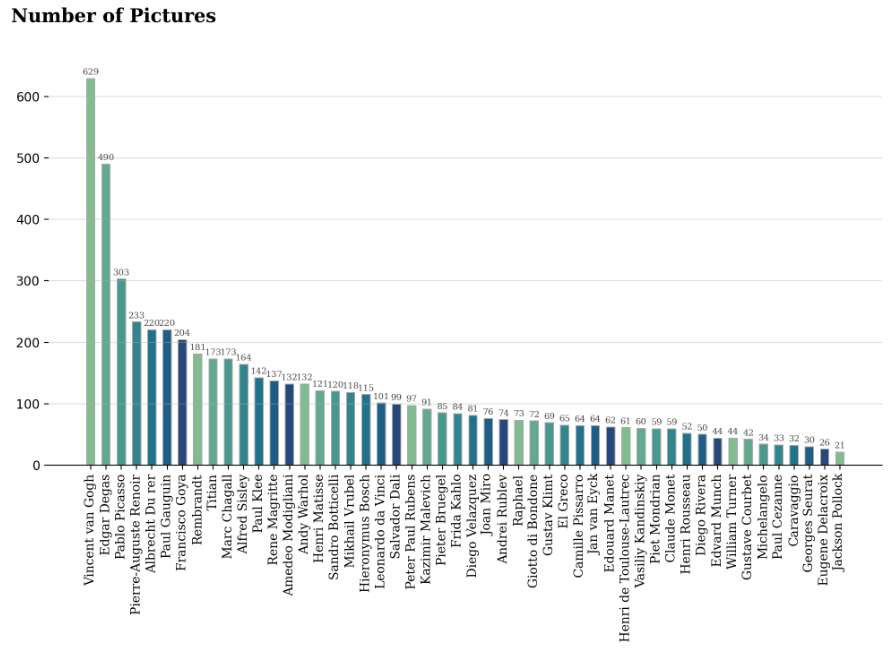 Number of Pictures
600
500
400
300
200
100
0
629
490
303
233
220
220
204
181
173
173
164
142
137
132
132
121
120
118
115
101
99
97
91
85
84
81
76
74
73
72
69
65
64
64
62
61
60
59
59
52
50
44
44
42
34
33
32
30
26
21
Vincent van Gogh
Edgar Degas
Pablo Picasso
Pierre-Auguste Renoir
Albrecht Du rer
Paul Gauguin
Francisco Goya
Rembrandt
Titian
Marc Chagall
Alfred Sisley
Paul Klee
Rene Magritte
Amedeo Modigliani
Andy Warhol
Henri Matisse
Sandro Botticelli
Mikhail Vrubel
Hieronymus Bosch
Leonardo da Vinci
Salvador Dali
Peter Paul Rubens
Kazimir Malevich
Pieter Bruegel
Frida Kahlo
Diego Velazquez
Joan Miro
Andrei Rublev
Raphael
Giotto di Bondone
Gustav Klimt
El Greco
Camille Pissarro
Jan van Eyck
Edouard Manet
Henri de Toulouse-Lautrec
Vasiliy Kandinskiy
Piet Mondrian
Claude Monet
Henri Rousseau
Diego Rivera
Edvard Munch
William Turner
Gustave Courbet
Michelangelo
Paul Cezanne
Caravaggio
Georges Seurat
Eugene Delacroix
Jackson Pollock